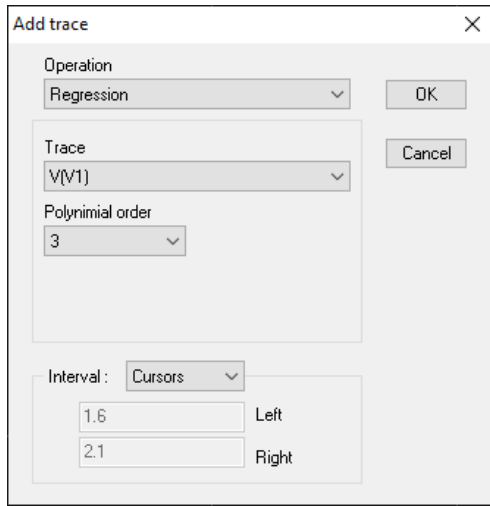 Add trace
Operation
Regression
OK
Cancel
Trace
V(V1)
Polynimial order
3
Interval : Cursors
1.6 Left
2.1 Right